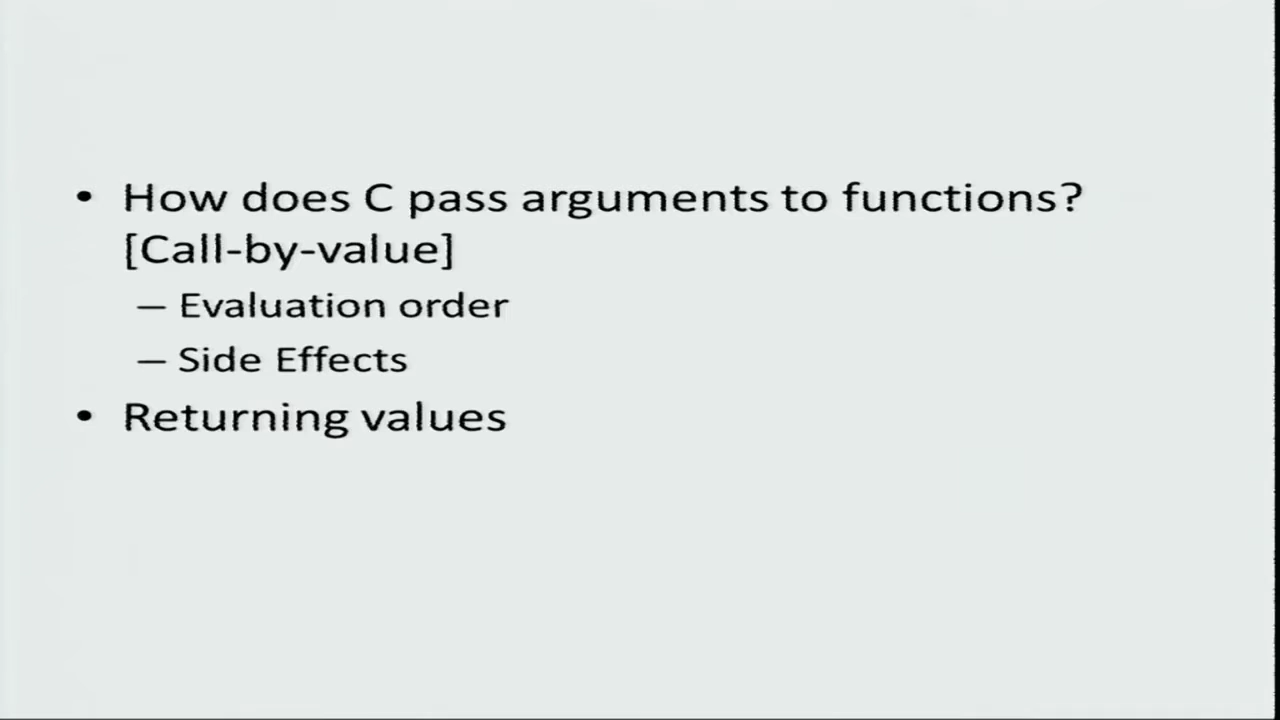 • How does C pass arguments to functions?
[Call-by-value]
– Evaluation order
– Side Effects
• Returning values